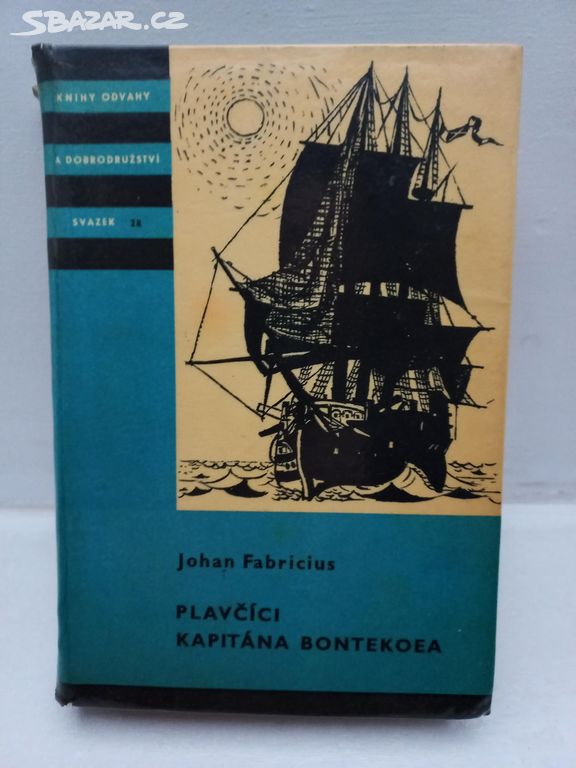 SBAZAR.CZ
KNIHY ODVAHY
A DOBRODRUŽSTVÍ
SVAZEK 28
Johan Fabricius
PLAVČÍCI
KAPITÁNA BONTEKOEA